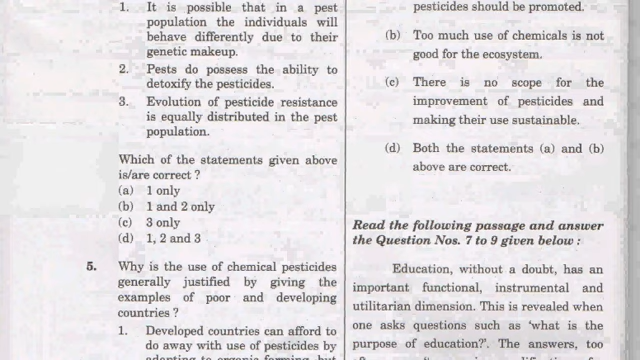 1. It is possible that in a pest
population the individuals will
behave differently due to their
genetic makeup.
2. Pests do possess the ability to
detoxify the pesticides.
3. Evolution of pesticide resistance
is equally distributed in the pest
population.
Which of the statements given above
is/are correct ?
(a) 1 only
(b) 1 and 2 only
(c) 3 only
(d) 1, 2 and 3
5. Why is the use of chemical pesticides
generally justified by giving the
examples of poor and developing
countries ?
1. Developed countries can afford to
do away with use of pesticides by
adapting to organic farming, but
pesticides should be promoted.
(b) Too much use of chemicals is not
good for the ecosystem.
(c) There is no scope for the
improvement of pesticides and
making their use sustainable.
(d) Both the statements (a) and (b)
above are correct.
Read the following passage and answer
the Question Nos. 7 to 9 given below :
Education, without a doubt, has an
important functional, instrumental and
utilitarian dimension. This is revealed when
one asks questions such as 'what is the
purpose of education?'. The answers, too